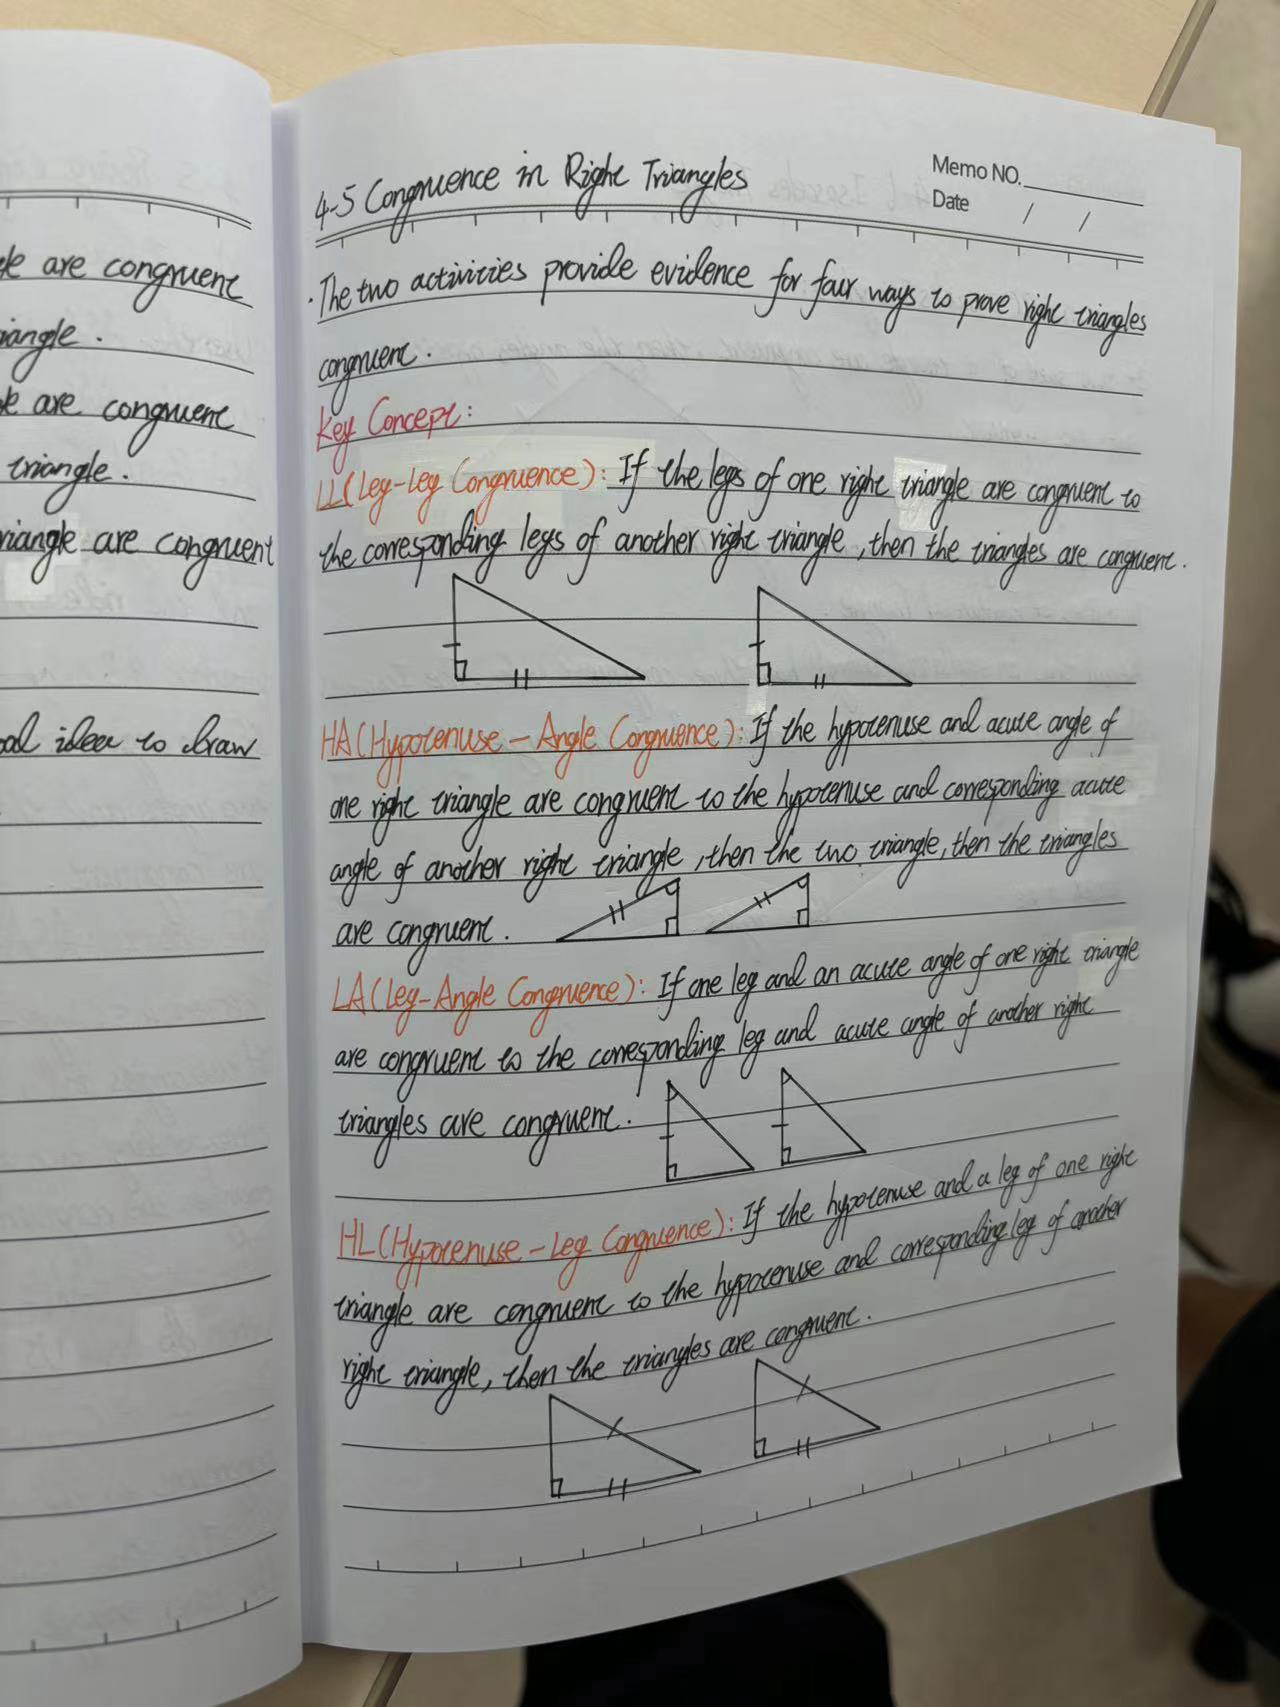 le are congruent
iangle.
le are congruent
triangle.
riangle are congruent
idea to draw
4-5 Congruence in Right Triangles
Memo NO.
Date / /
·The two activities provide evidence for four ways to prove right triangles
congruent.
Key Concept:
LL(Leg-Leg Congruence): If the legs of one right triangle are congruent to
the corresponding legs of another right triangle, then the triangles are congruent.
HA(Hypotenuse-Angle Congruence): If the hypotenuse and acute angle of
one right triangle are congruent to the hypotenuse and corresponding acute
angle of another right triangle, then the two triangle, then the triangles
are congruent.
LA(Leg-Angle Congruence): If one leg and an acute angle of one right triangle
are congruent to the corresponding leg and acute angle of another right
triangles are congruent.
HL(Hypotenuse-Leg Congruence): If the hypotenuse and a leg of one right
triangle are congruent to the hypotenuse and corresponding leg of another
right triangle, then the triangles are congruent.